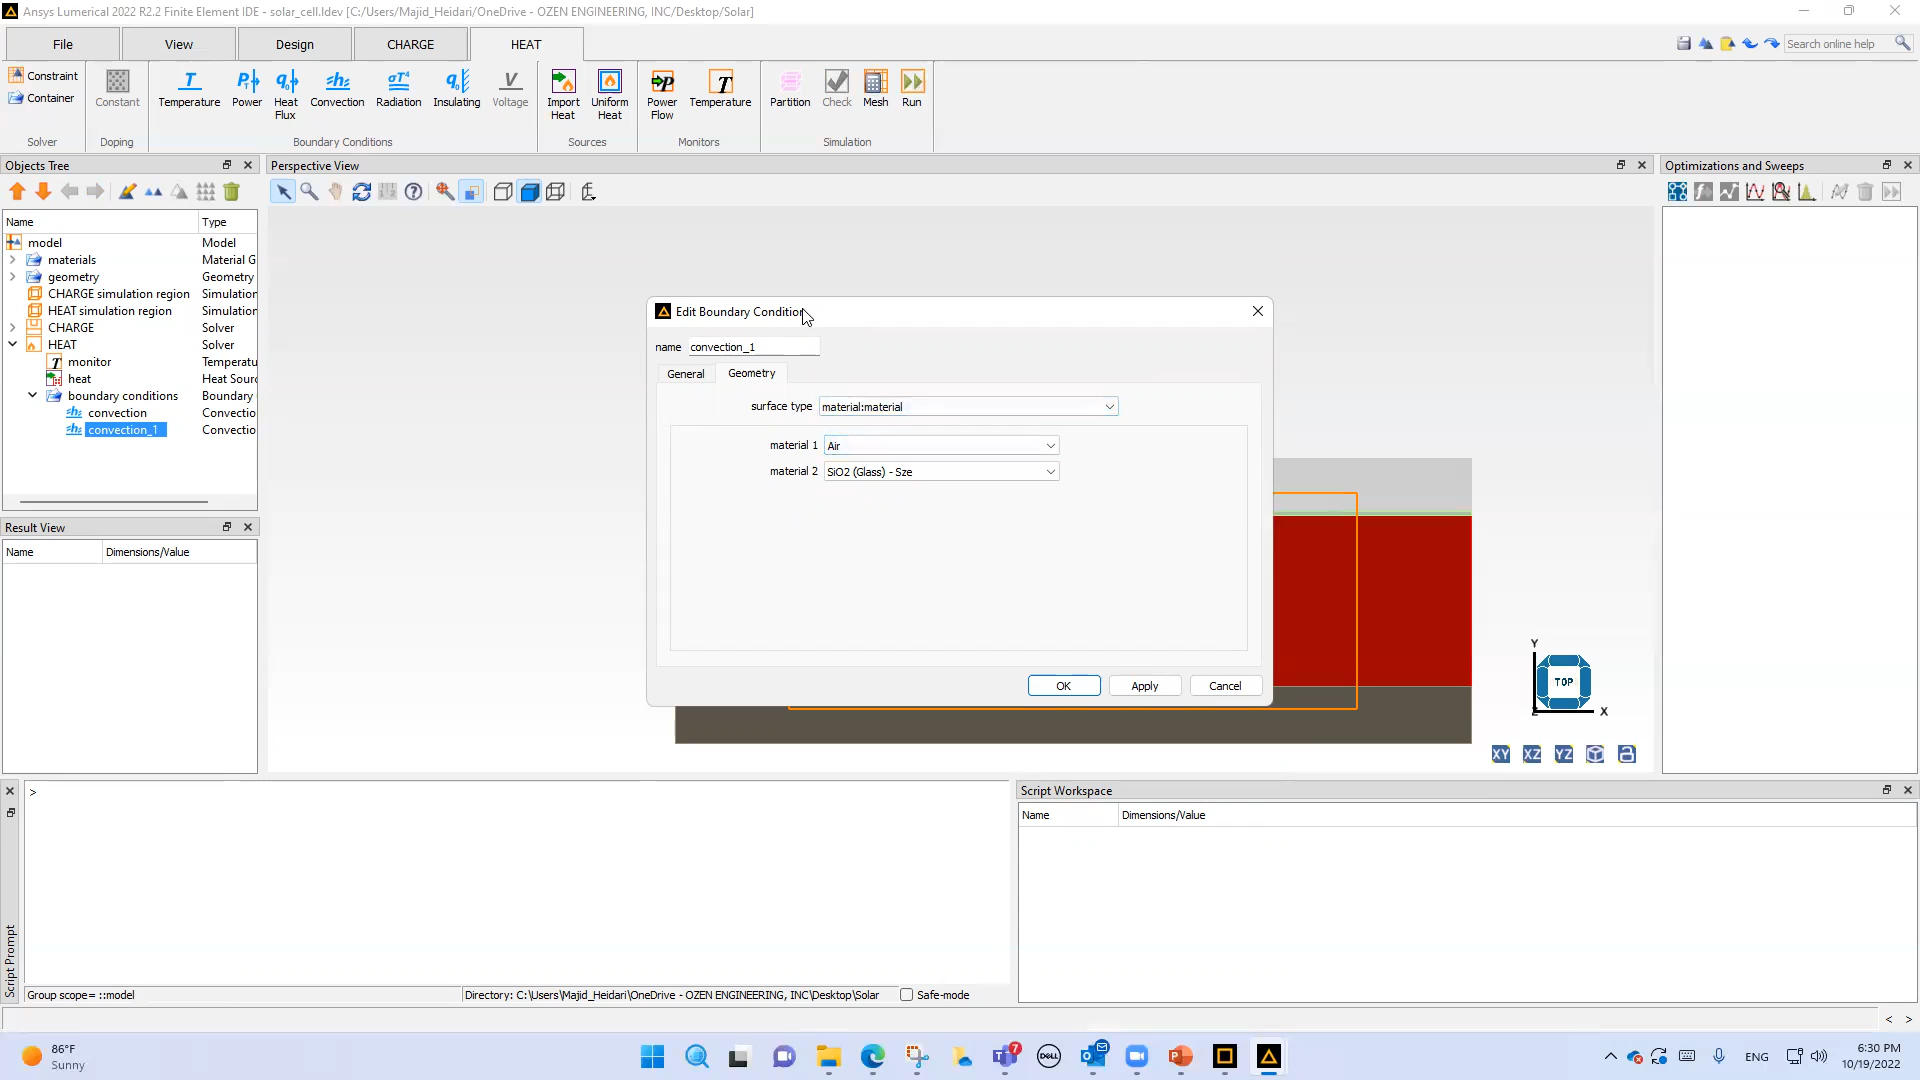 Ansys Lumerical 2022 R2.2 Finite Element IDE - solar_cell.ldev [C:/Users/Majid_Heidari/OneDrive - OZEN ENGINEERING, INC/Desktop/Solar]
File View Design CHARGE HEAT
Search online help
Constraint
Container
Solver
Constant
Doping
Temperature Power Heat Flux Convection Radiation Insulating Voltage
Boundary Conditions
Import Heat Uniform Heat
Sources
Power Flow Temperature
Monitors
Partition Check Mesh Run
Simulation
Objects Tree
Name Type
model Model
materials Material G
geometry Geometry
CHARGE simulation region Simulation
HEAT simulation region Simulation
CHARGE Solver
HEAT Solver
monitor Temperatu
heat Heat Sourc
boundary conditions Boundary
convection Convectio
convection_1 Convectio
Result View
Name Dimensions/Value
Perspective View
Edit Boundary Condition
name convection_1
General Geometry
surface type material:material
material 1 Air
material 2 SiO2 (Glass) - Sze
OK Apply Cancel
Y
TOP
Z X
XY XZ YZ
Optimizations and Sweeps
Script Prompt
>
Group scope= ::model
Directory: C:\Users\Majid_Heidari\OneDrive - OZEN ENGINEERING, INC\Desktop\Solar
Safe-mode
Script Workspace
Name Dimensions/Value
< >
86°F
Sunny
7
DELL
ENG
6:30 PM
10/19/2022